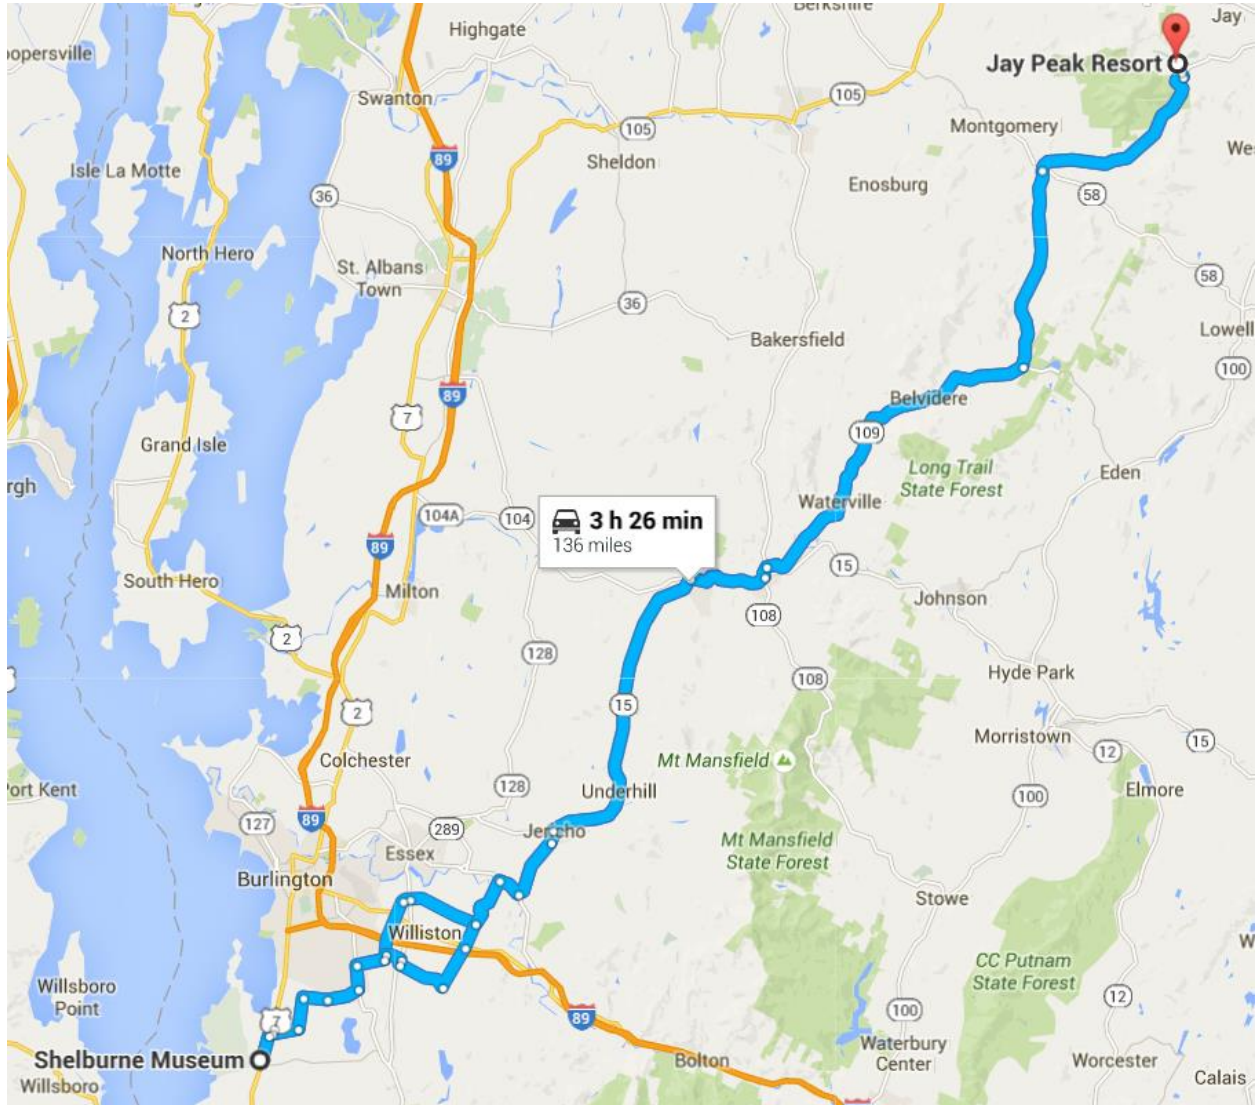 Berkshire
Jay
Highgate
oopersville
Jay Peak Resort
Swanton
105
105
Montgomery
Sheldon
89
Isle La Motte
We
Enosburg
36
58
North Hero
St. Albans
Town
58
36
2
Lowell
Bakersfield
100
89
7
Belvidere
109
Grand Isle
Long Trail
State Forest
Eden
rgh
Waterville
104A
104
3 h 26 min
136 miles
89
15
South Hero
Milton
Johnson
108
2
128
Hyde Park
108
15
2
Morristown
12
15
Colchester
Mt Mansfield
128
Underhill
Port Kent
Elmore
100
89
127
289
Jericho
Essex
Mt Mansfield
State Forest
Burlington
Stowe
Williston
W
CC Putnam
State Forest
Willsboro
Point
12
100
7
89
Waterbury
Center
Shelburne Museum
Bolton
Worcester
Willsboro
Calais